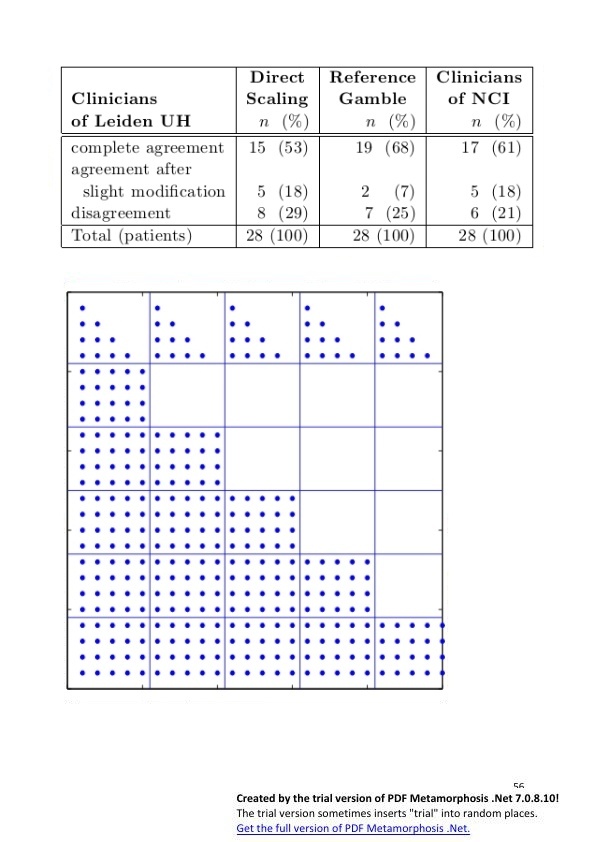 Direct Reference Clinicians
Clinicians Scaling Gamble of NCI
of Leiden UH n (%) n (%) n (%)
complete agreement 15 (53) 19 (68) 17 (61)
agreement after
slight modification 5 (18) 2 (7) 5 (18)
disagreement 8 (29) 7 (25) 6 (21)
Total (patients) 28 (100) 28 (100) 28 (100)
56
Created by the trial version of PDF Metamorphosis .Net 7.0.8.10!
The trial version sometimes inserts "trial" into random places.
Get the full version of PDF Metamorphosis .Net.